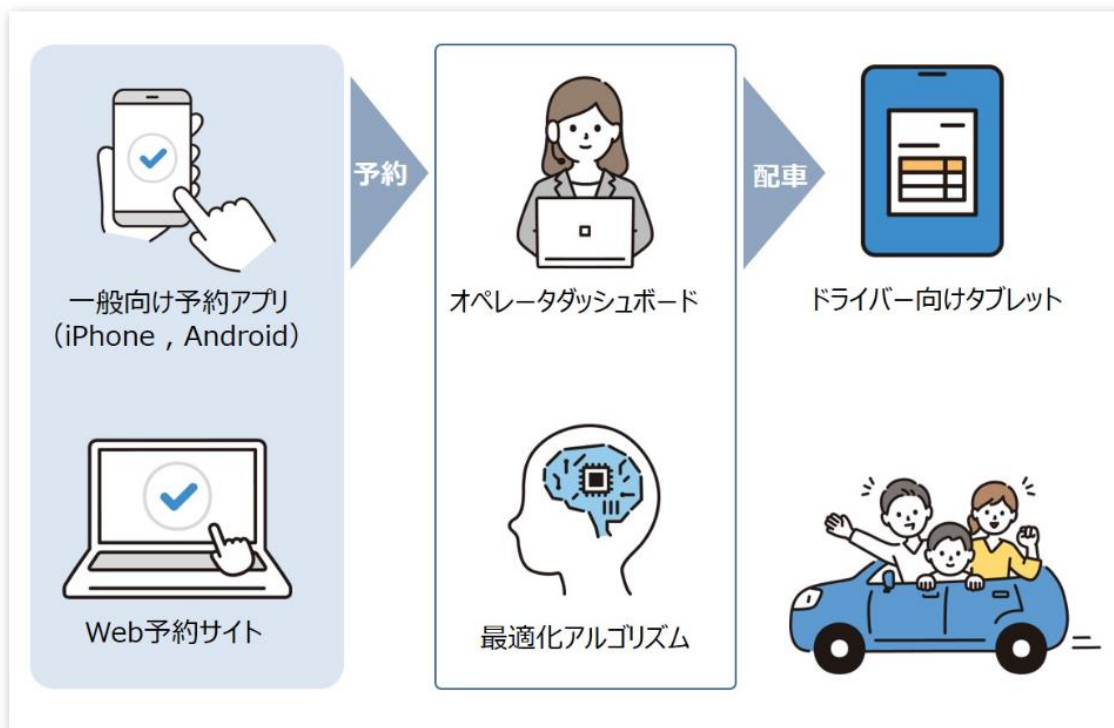 一般向け予約アプリ
（iPhone , Android）
Web予約サイト
予約
オペレータダッシュボード
最適化アルゴリズム
配車
ドライバー向けタブレット